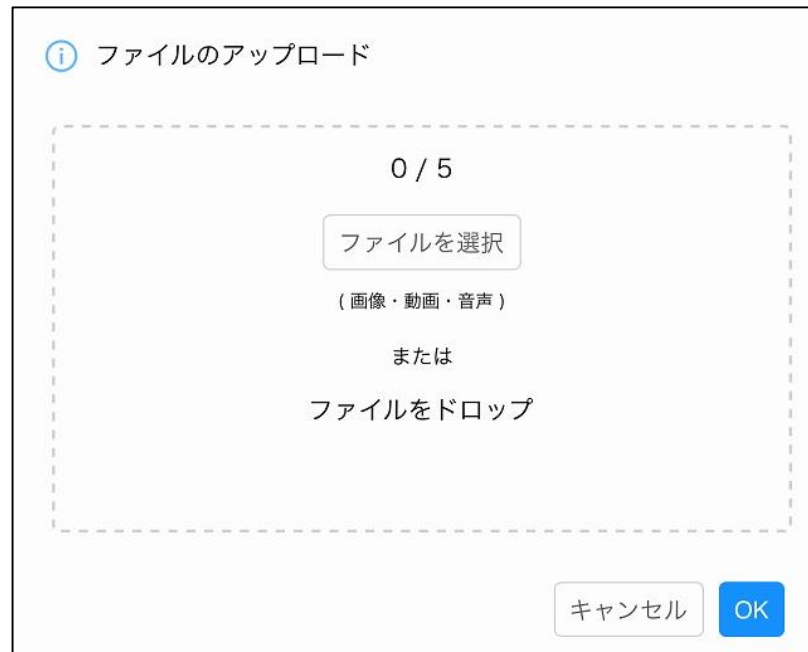 ファイルのアップロード
0 / 5
ファイルを選択
( 画像・動画・音声 )
または
ファイルをドロップ
キャンセル
OK